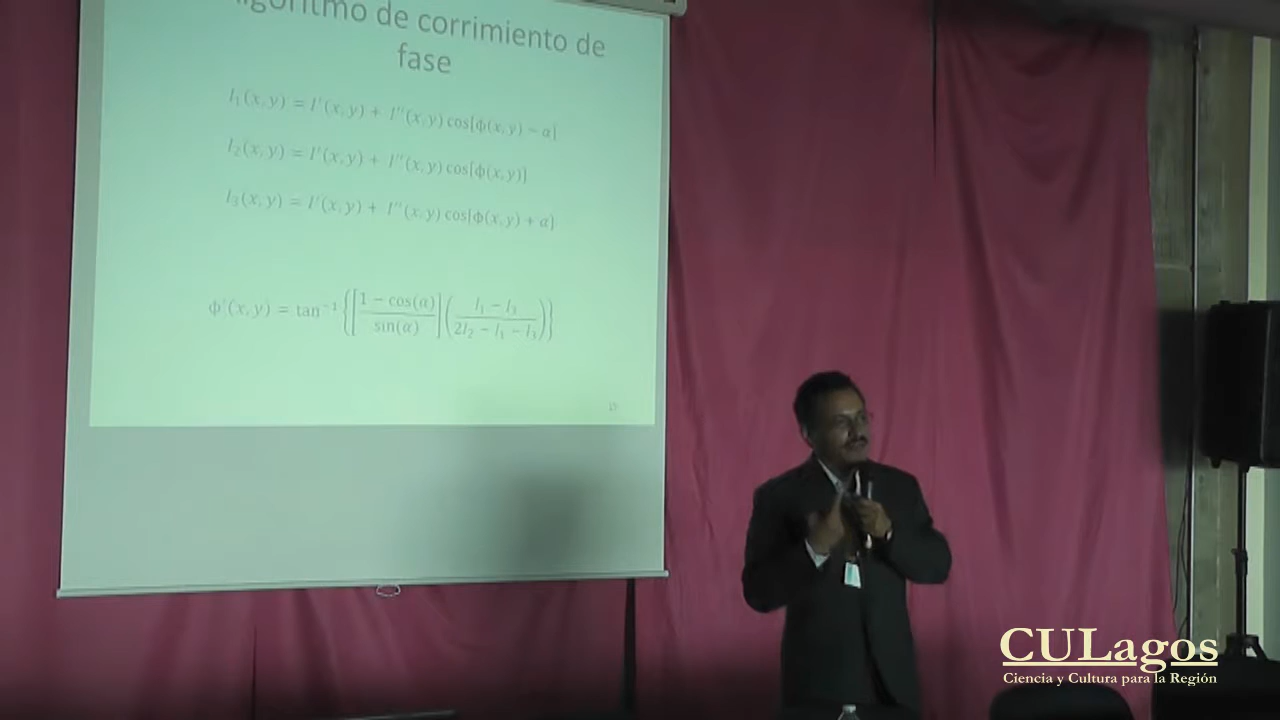 lgoritmo de corrimiento de
fase
I₁(x, y) = I′(x, y) + I″(x, y) cos[ϕ(x, y) − α]
I₂(x, y) = I′(x, y) + I″(x, y) cos[ϕ(x, y)]
I₃(x, y) = I′(x, y) + I″(x, y) cos[ϕ(x, y) + α]
ϕ′(x, y) = tan⁻¹ {[(1 − cos(α)) / sin(α)] ((I₁ − I₃) / (2I₂ − I₁ − I₃))}
15
CULagos
Ciencia y Cultura para la Región